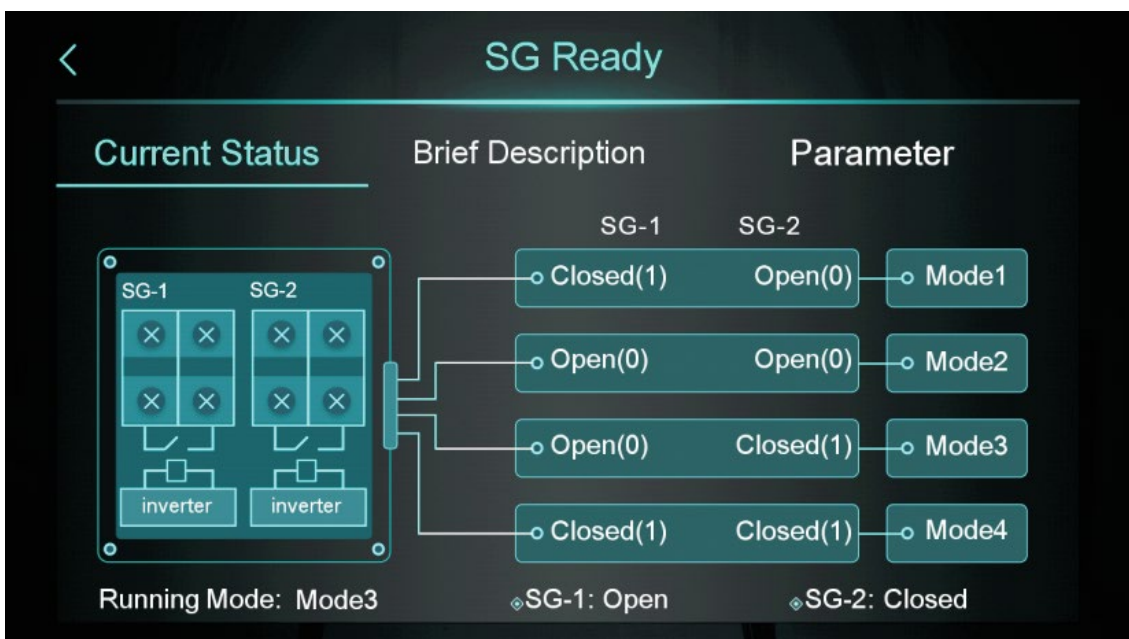 SG Ready
Current Status Brief Description Parameter
SG-1 SG-2
SG-1 SG-2
Closed(1) Open(0) Mode1
Open(0) Open(0) Mode2
Open(0) Closed(1) Mode3
Closed(1) Closed(1) Mode4
inverter inverter
Running Mode: Mode3 SG-1: Open SG-2: Closed